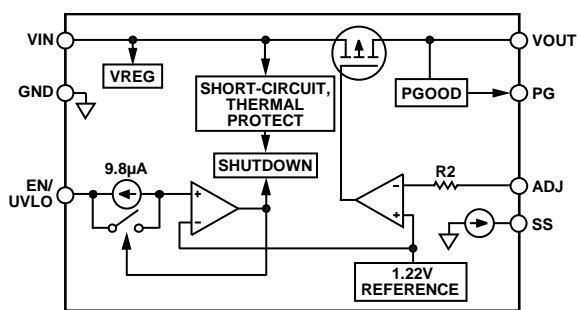 VIN
VOUT
VREG
GND
SHORT-CIRCUIT,
THERMAL
PROTECT
PGOOD
PG
9.8µA
SHUTDOWN
R2
EN/
UVLO
ADJ
SS
+
−
−
+
1.22V
REFERENCE